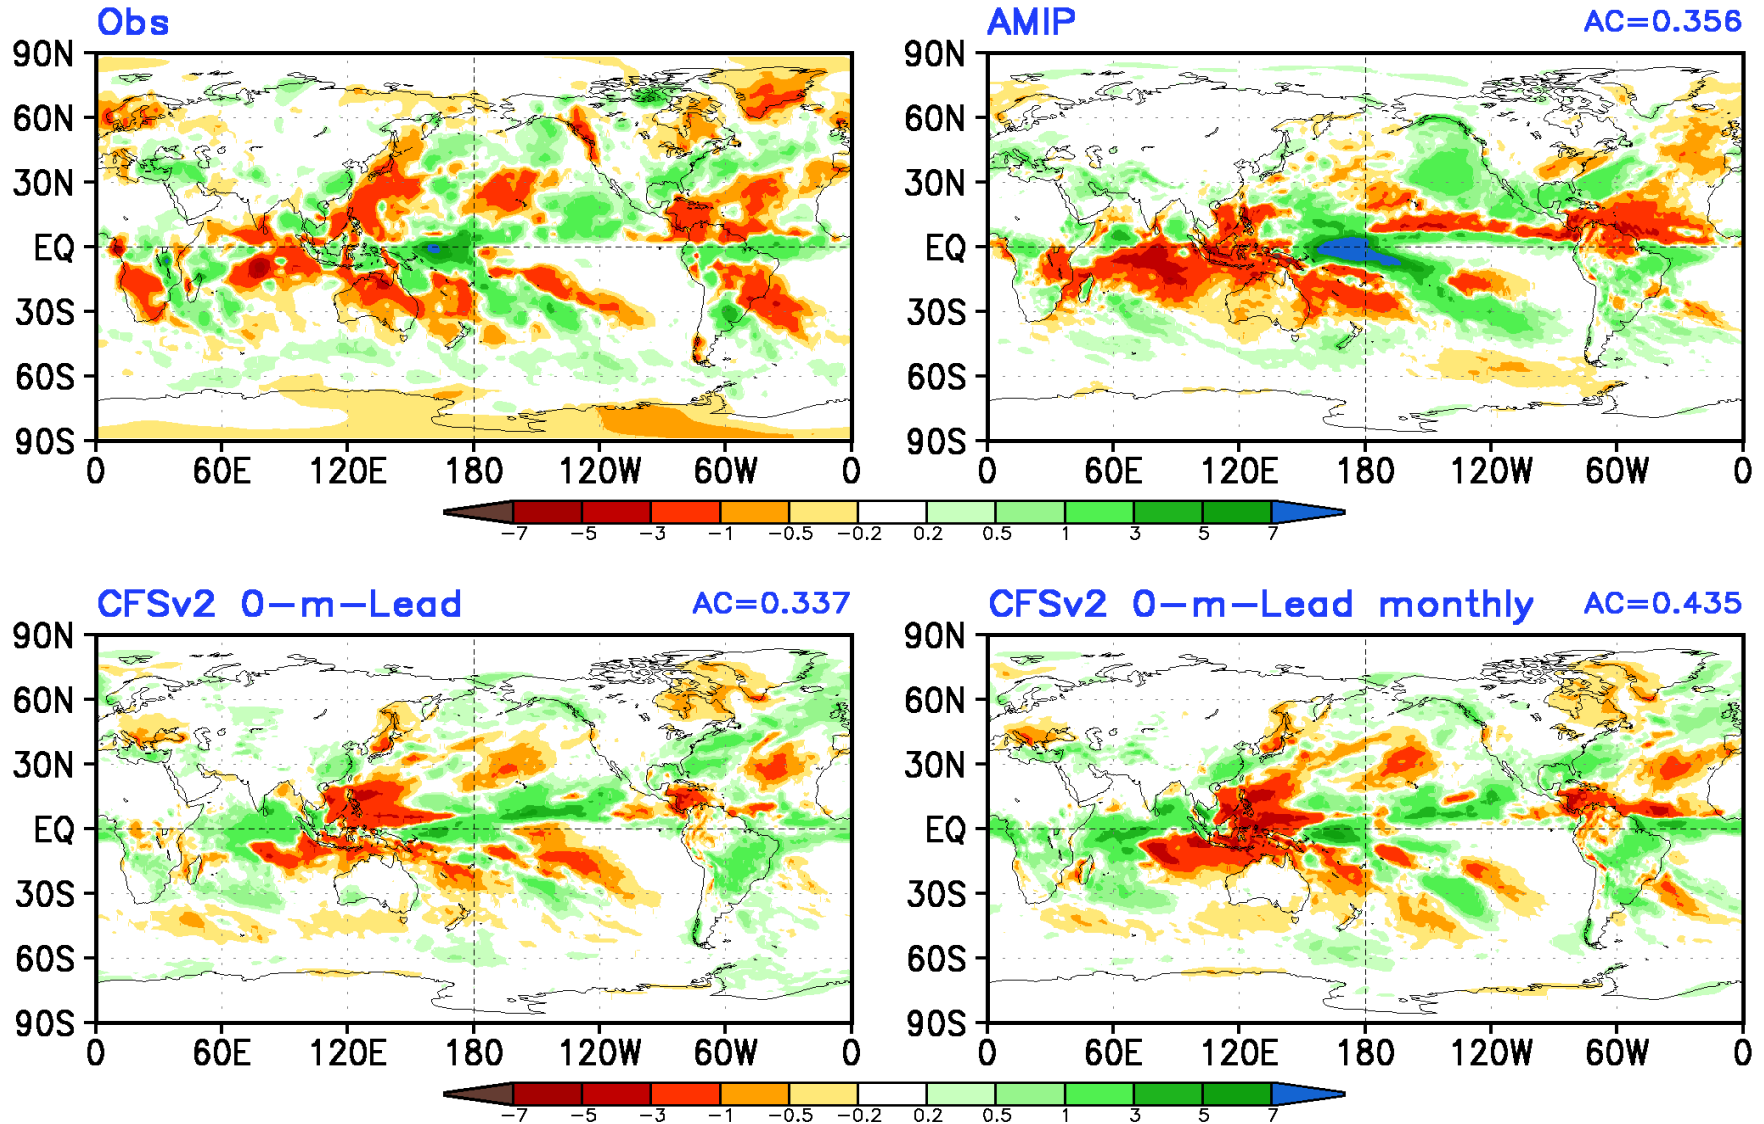 Obs
AMIP AC=0.356
90N 90N
60N 60N
30N 30N
EQ EQ
30S 30S
60S 60S
90S 90S
0 60E 120E 180 120W 60W 0 0 60E 120E 180 120W 60W 0
-7 -5 -3 -1 -0.5 -0.2 0.2 0.5 1 3 5 7
CFSv2 0-m-Lead AC=0.337
CFSv2 0-m-Lead monthly AC=0.435
90N 90N
60N 60N
30N 30N
EQ EQ
30S 30S
60S 60S
90S 90S
0 60E 120E 180 120W 60W 0 0 60E 120E 180 120W 60W 0
-7 -5 -3 -1 -0.5 -0.2 0.2 0.5 1 3 5 7